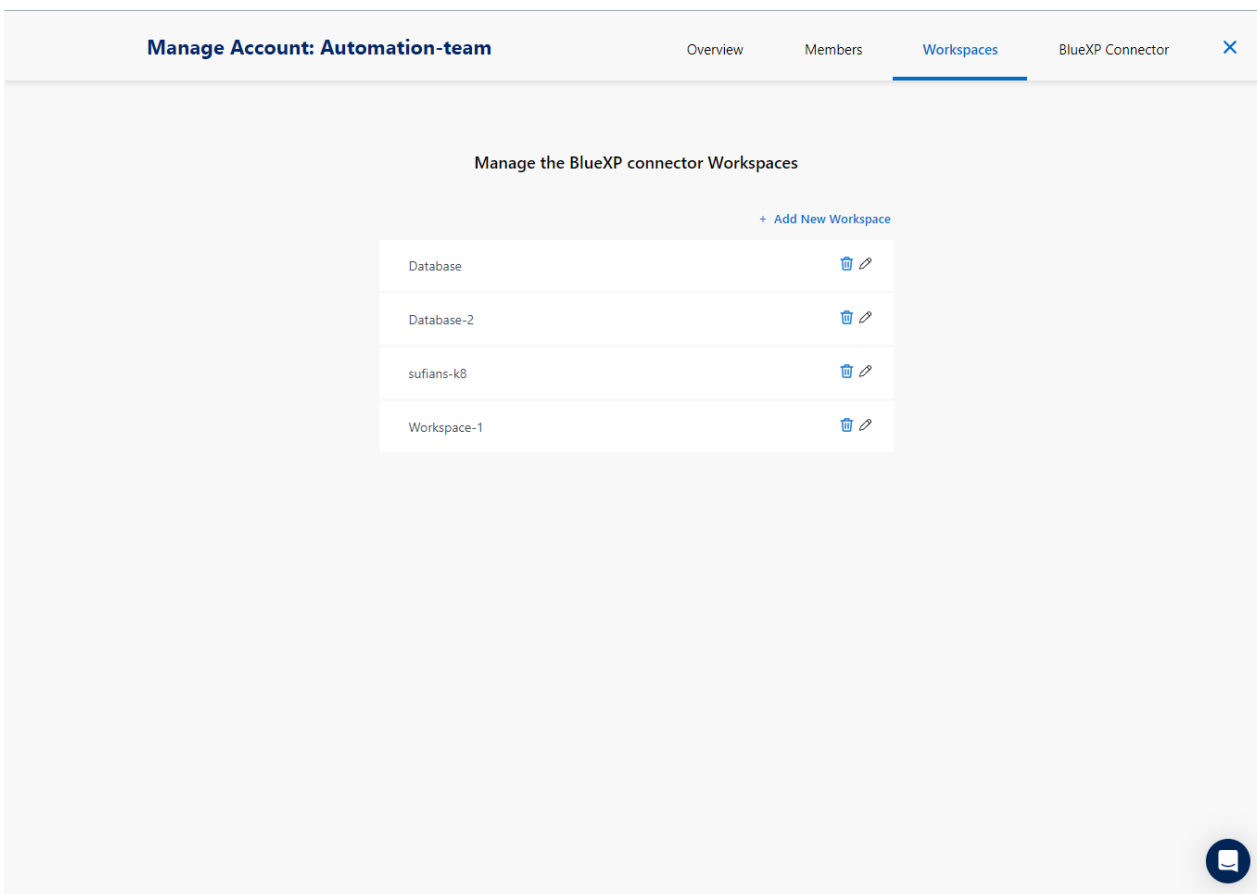 Manage Account: Automation-team
Overview
Members
Workspaces
BlueXP Connector
Manage the BlueXP connector Workspaces
+ Add New Workspace
Database
Database-2
sufians-k8
Workspace-1